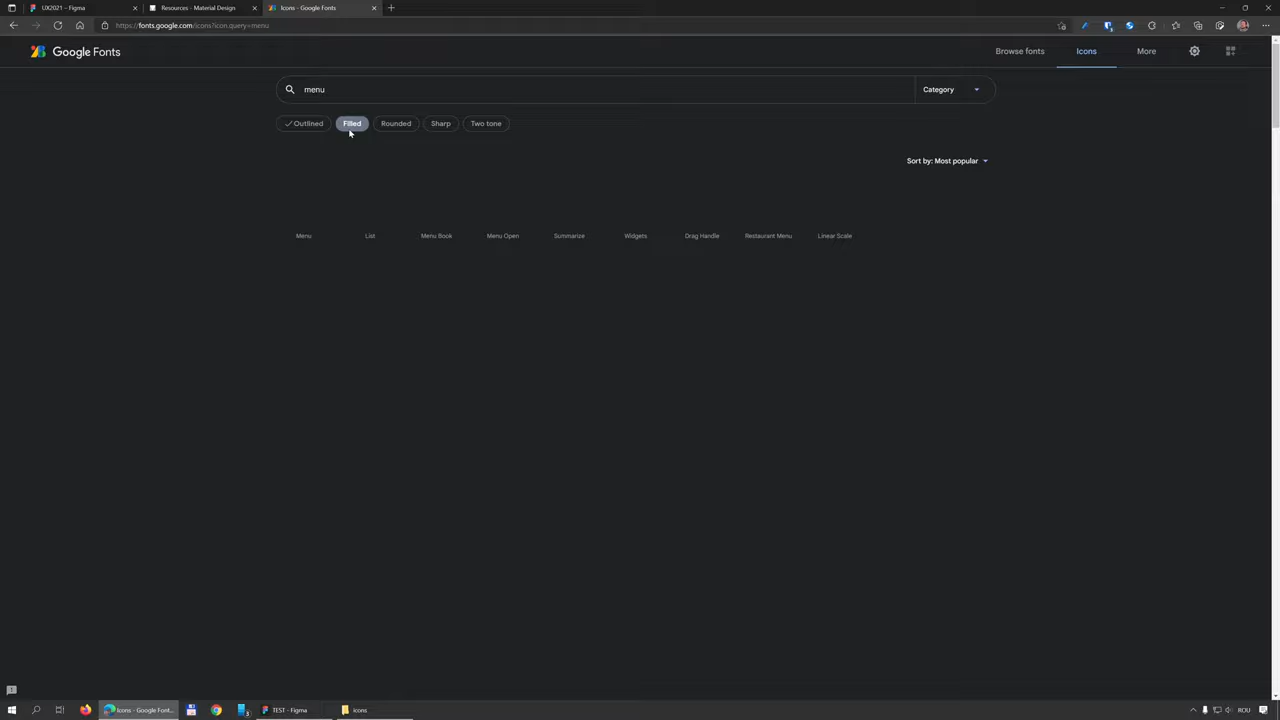 UX2021 – Figma
Resources - Material Design
Icons - Google Fonts
https://fonts.google.com/icons?icon.query=menu
Google Fonts
Browse fonts
Icons
More
menu
Category
Outlined
Filled
Rounded
Sharp
Two tone
Sort by: Most popular
Menu
List
Menu Book
Menu Open
Summarize
Widgets
Drag Handle
Restaurant Menu
Linear Scale
Icons - Google Font...
TEST - Figma
icons
ROU